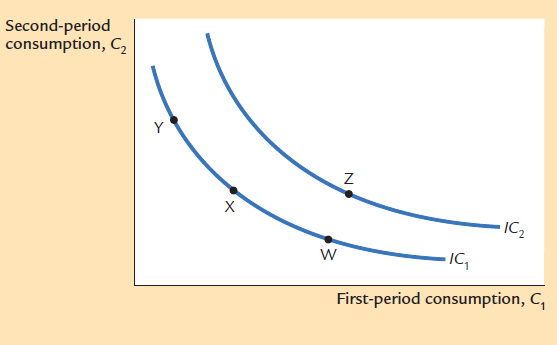 Second-period
consumption, C₂
Y
X
Z
W
IC₂
IC₁
First-period consumption, C₁